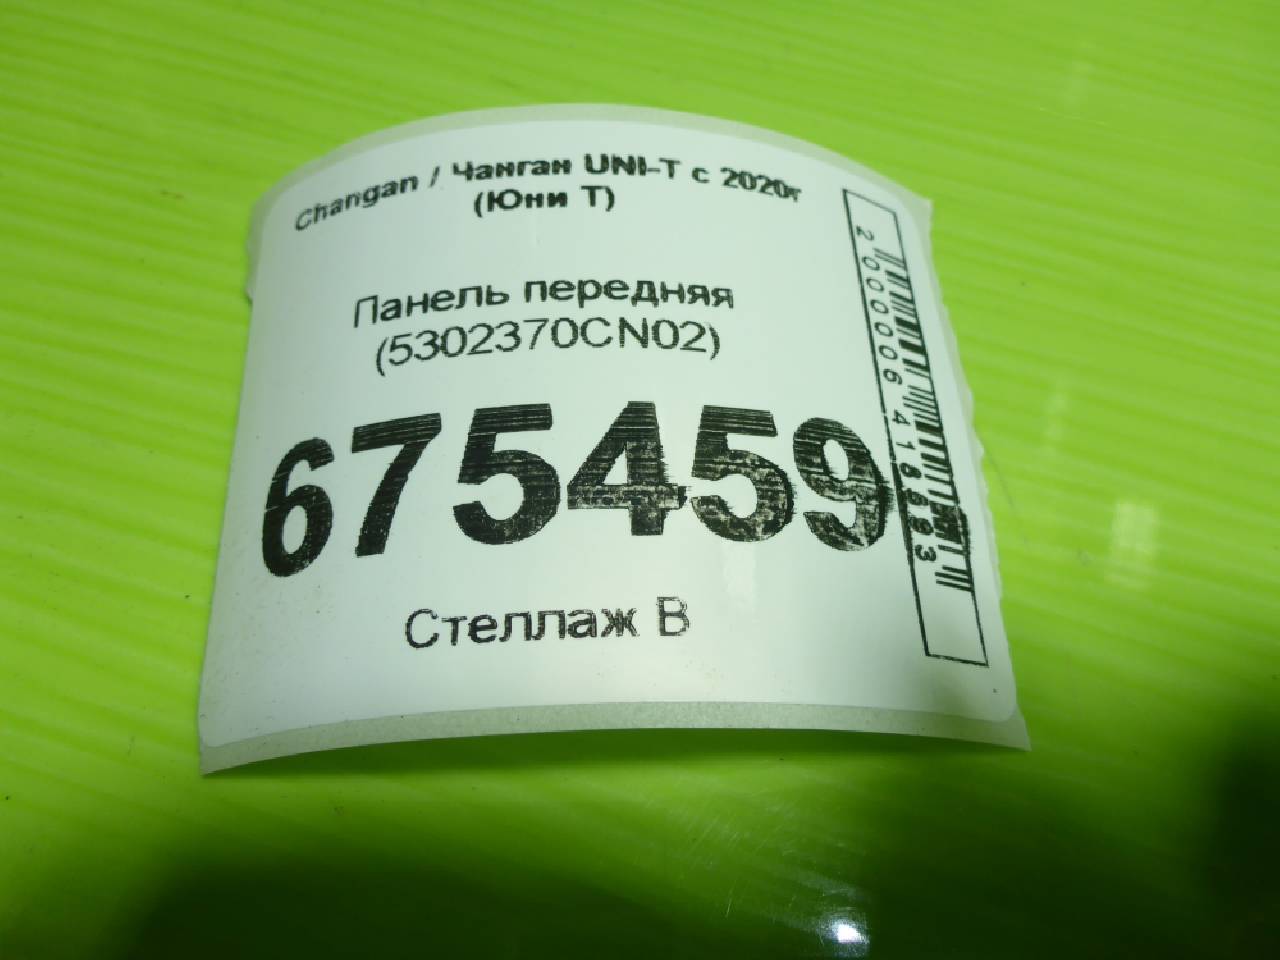 Changan / Чанган UNI-T с 2020г
(Юни Т)
Панель передняя
(5302370CN02)
675459
Стеллаж В